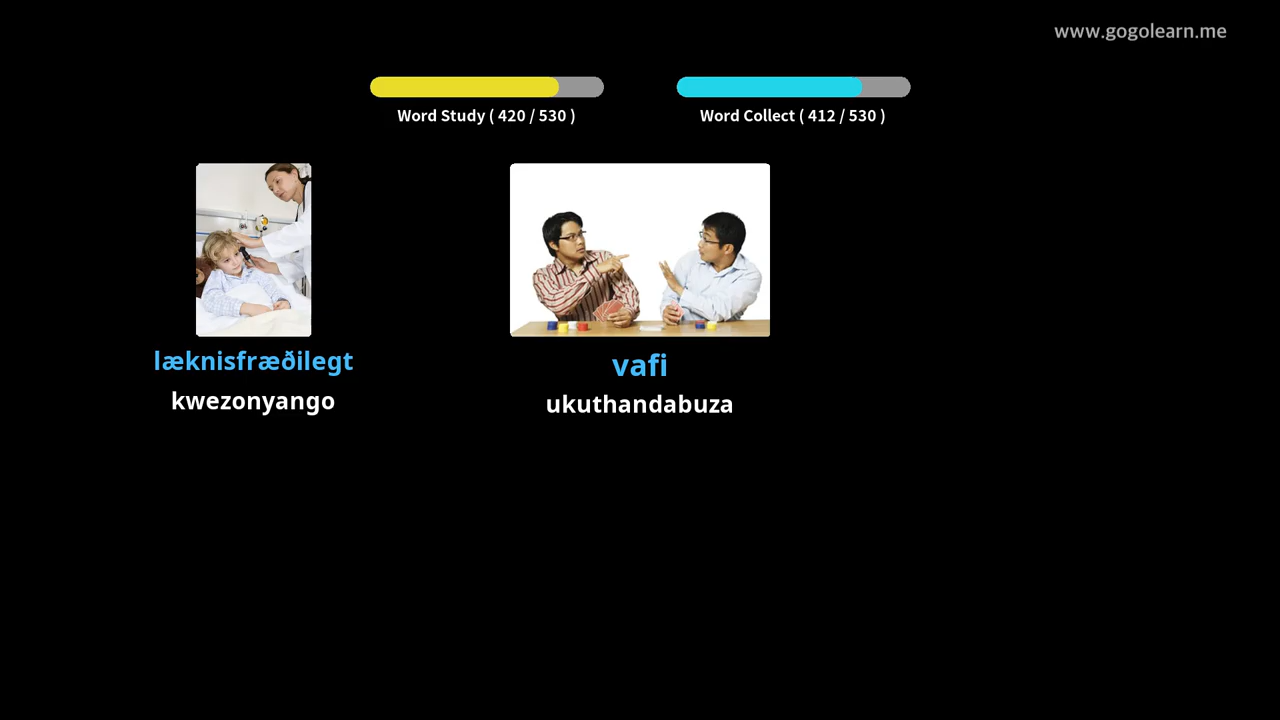 www.gogolearn.me
Word Study ( 420 / 530 )
Word Collect ( 412 / 530 )
læknisfræðilegt
kwezonyango
vafi
ukuthandabuza